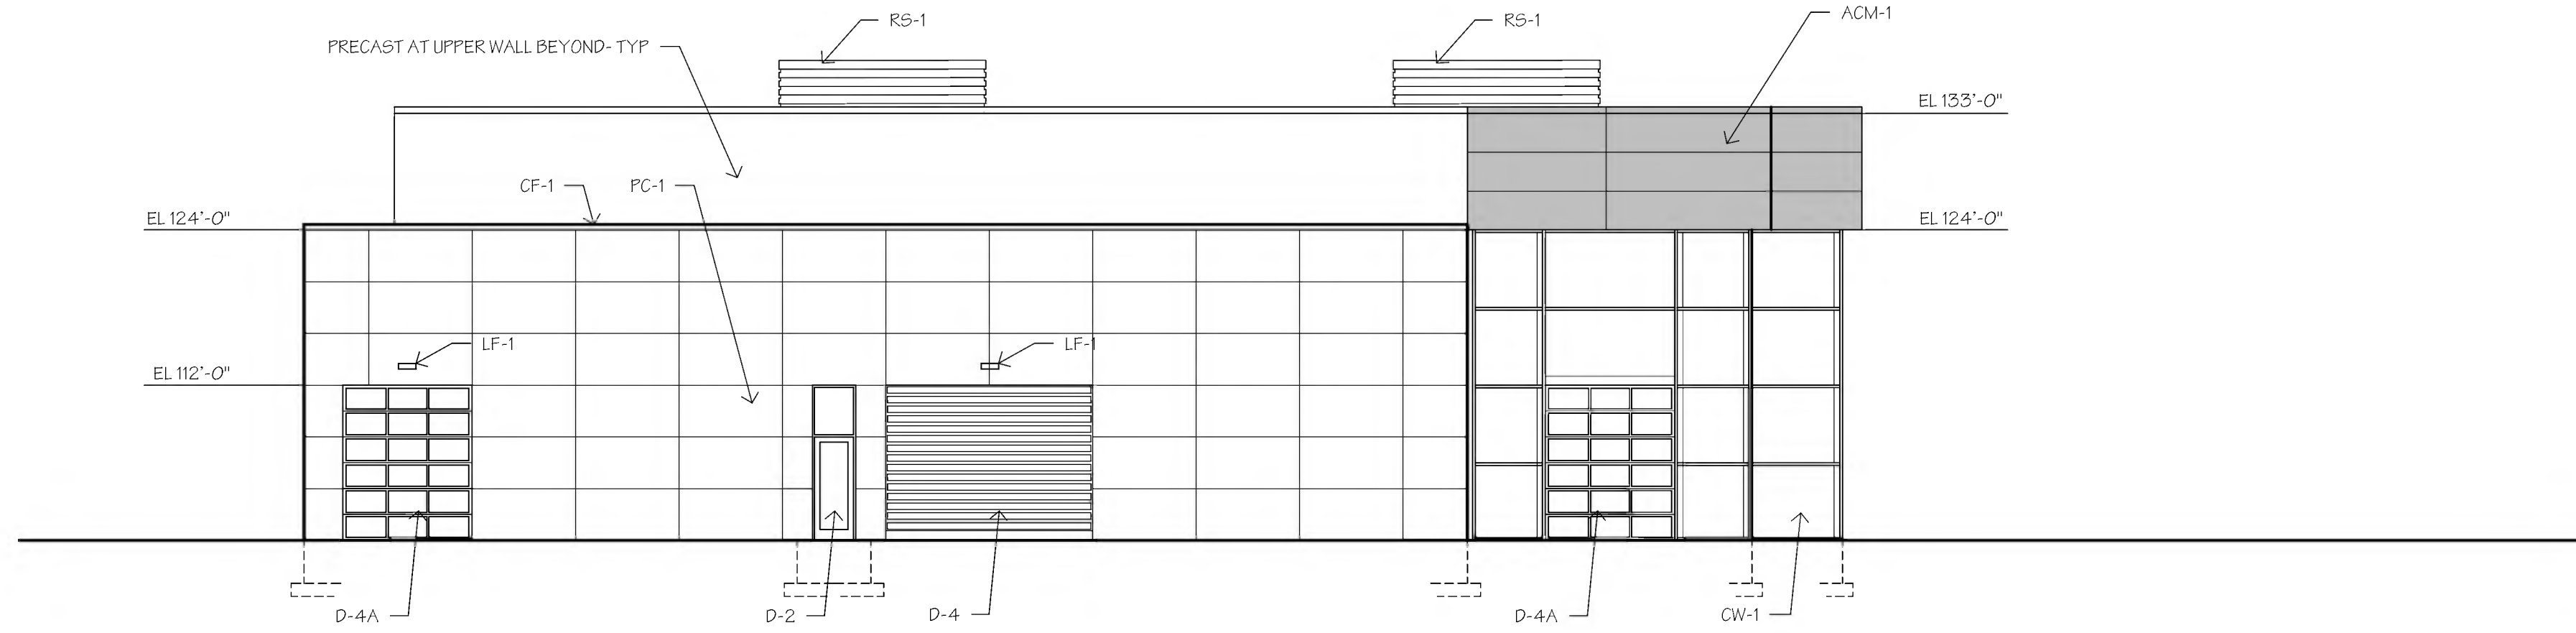 RS-1
RS-1
ACM-1
PRECAST AT UPPER WALL BEYOND- TYP
EL 133'-0"
CF-1
PC-1
EL 124'-0"
EL 124'-0"
LF-1
LF-1
EL 112'-0"
D-4A
D-2
D-4
D-4A
CW-1